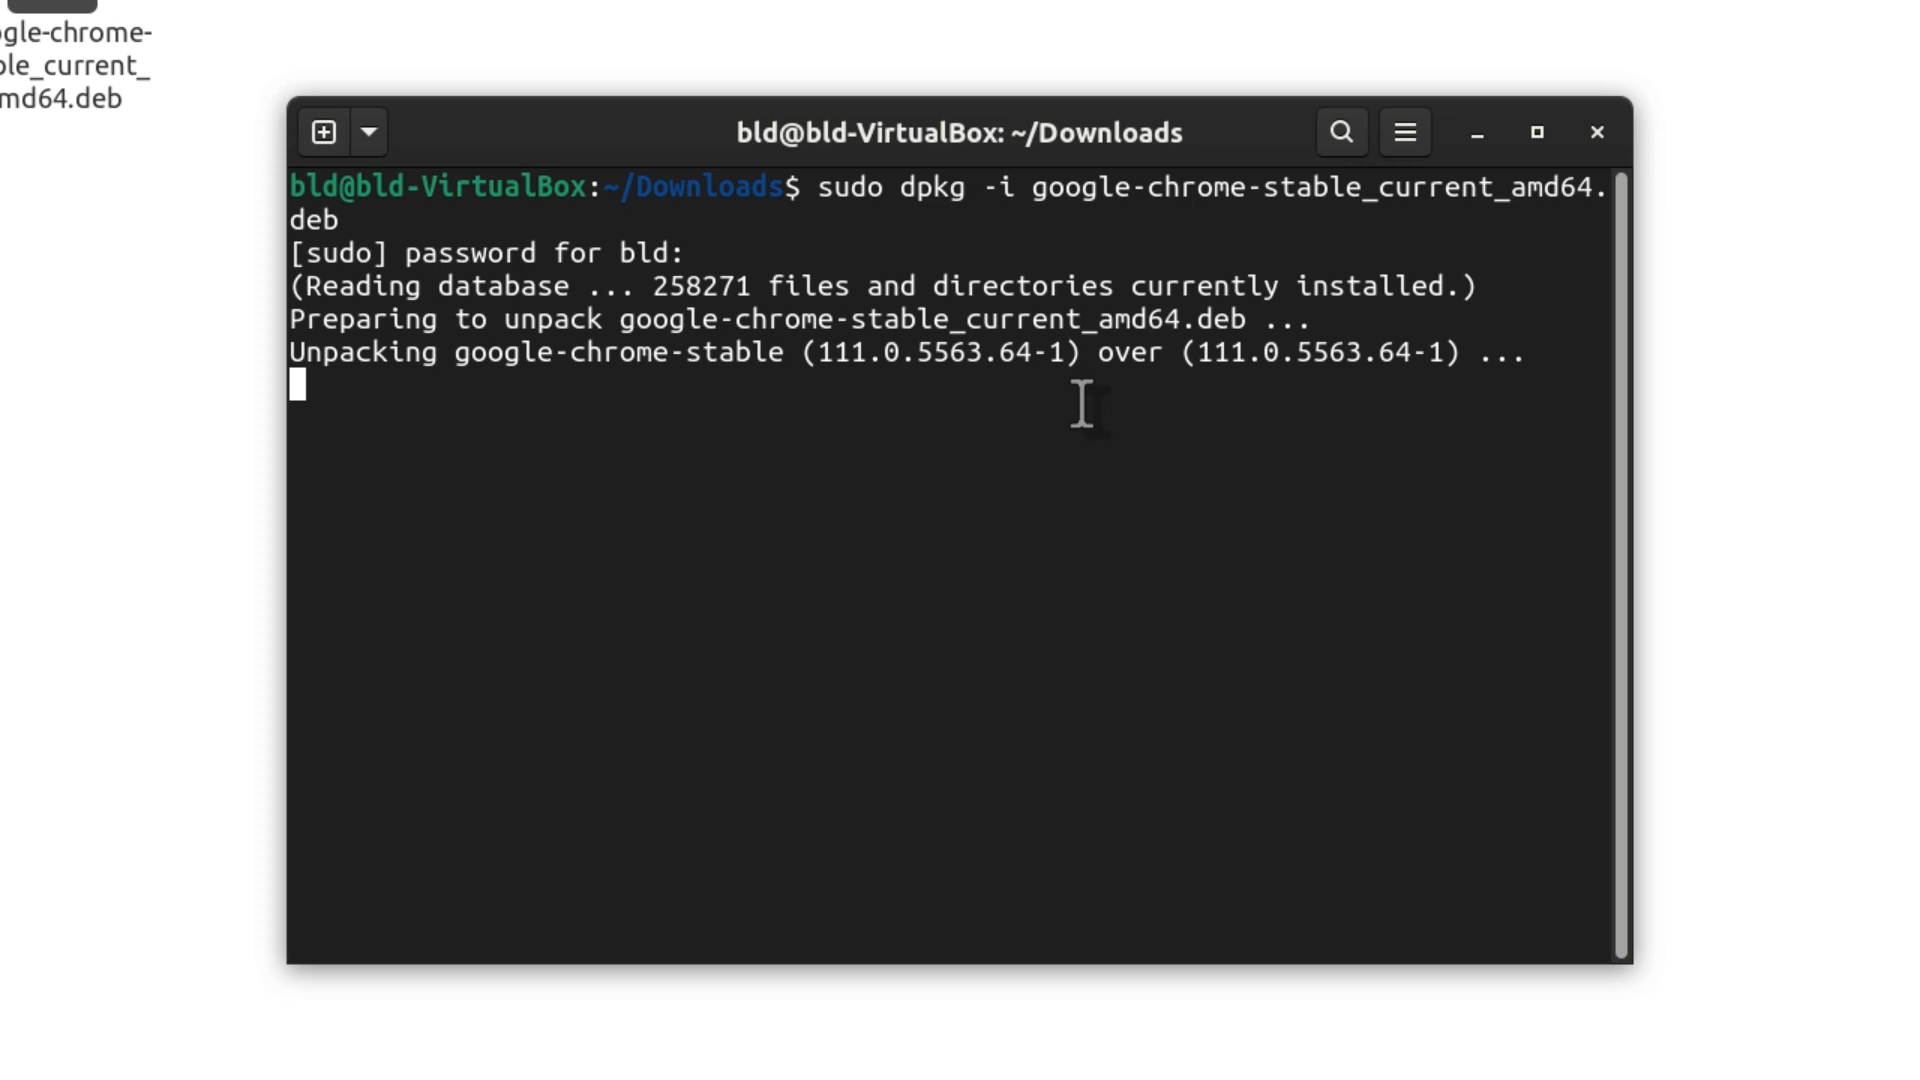 ogle-chrome-
ble_current_
md64.deb
bld@bld-VirtualBox: ~/Downloads
bld@bld-VirtualBox:~/Downloads$ sudo dpkg -i google-chrome-stable_current_amd64.
deb
[sudo] password for bld:
(Reading database ... 258271 files and directories currently installed.)
Preparing to unpack google-chrome-stable_current_amd64.deb ...
Unpacking google-chrome-stable (111.0.5563.64-1) over (111.0.5563.64-1) ...